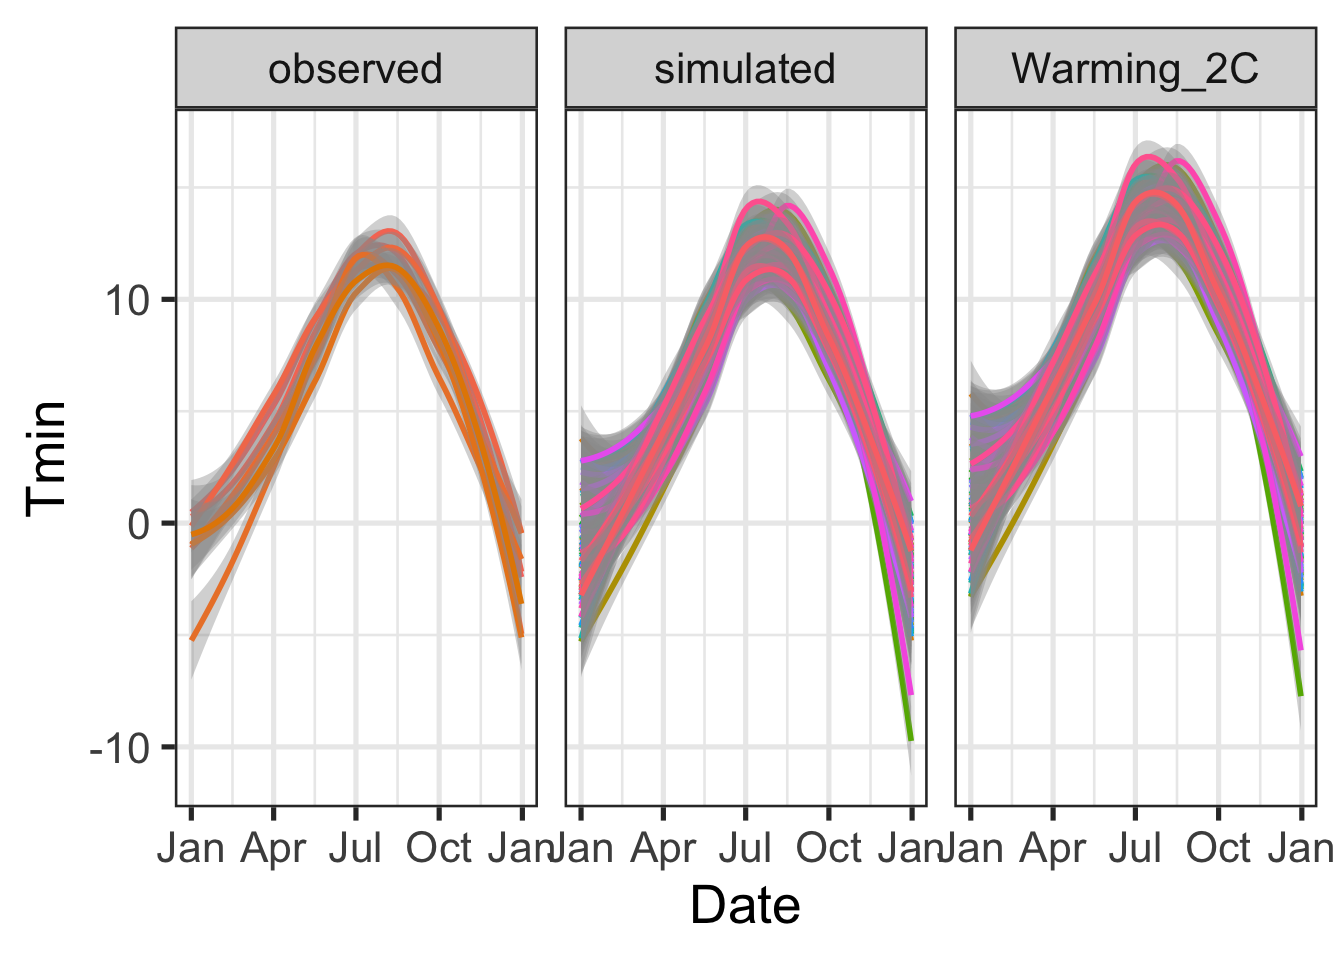 observed simulated Warming_2C
Tmin
10
0
-10
Jan Apr Jul Oct Jan Jan Apr Jul Oct Jan Jan Apr Jul Oct Jan
Date